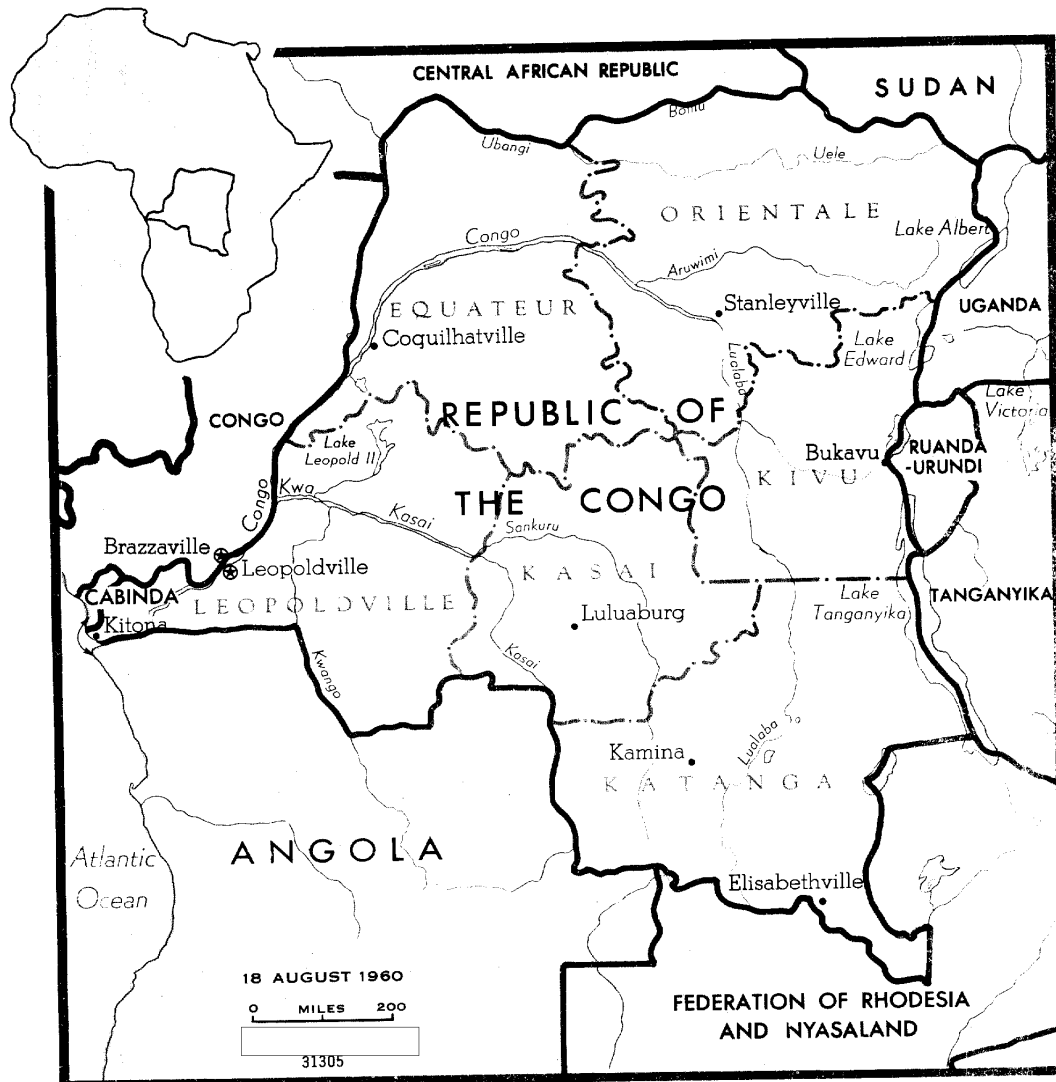 CENTRAL AFRICAN REPUBLIC
SUDAN
Bomu
Ubangi
Uele
ORIENTALE
Lake Albert
Congo
Aruwimi
EQUATEUR
Stanleyville
UGANDA
Coquilhatville
Lake
Edward
Lualaba
Lake
Victoria
CONGO
REPUBLIC OF
Lake
Leopold II
Bukavu
RUANDA
-URUNDI
KIVU
Kwa
THE CONGO
Congo
Kasai
Sankuru
Brazzaville
Leopoldville
KASAI
CABINDA
LEOPOLDVILLE
Lake
Tanganyika
TANGANYIKA
Kitona
Luluaburg
Kwango
Kasai
Kamina
Lualaba
KATANGA
ANGOLA
Atlantic
Ocean
Elisabethville
18 AUGUST 1960
0 MILES 200
31305
FEDERATION OF RHODESIA
AND NYASALAND